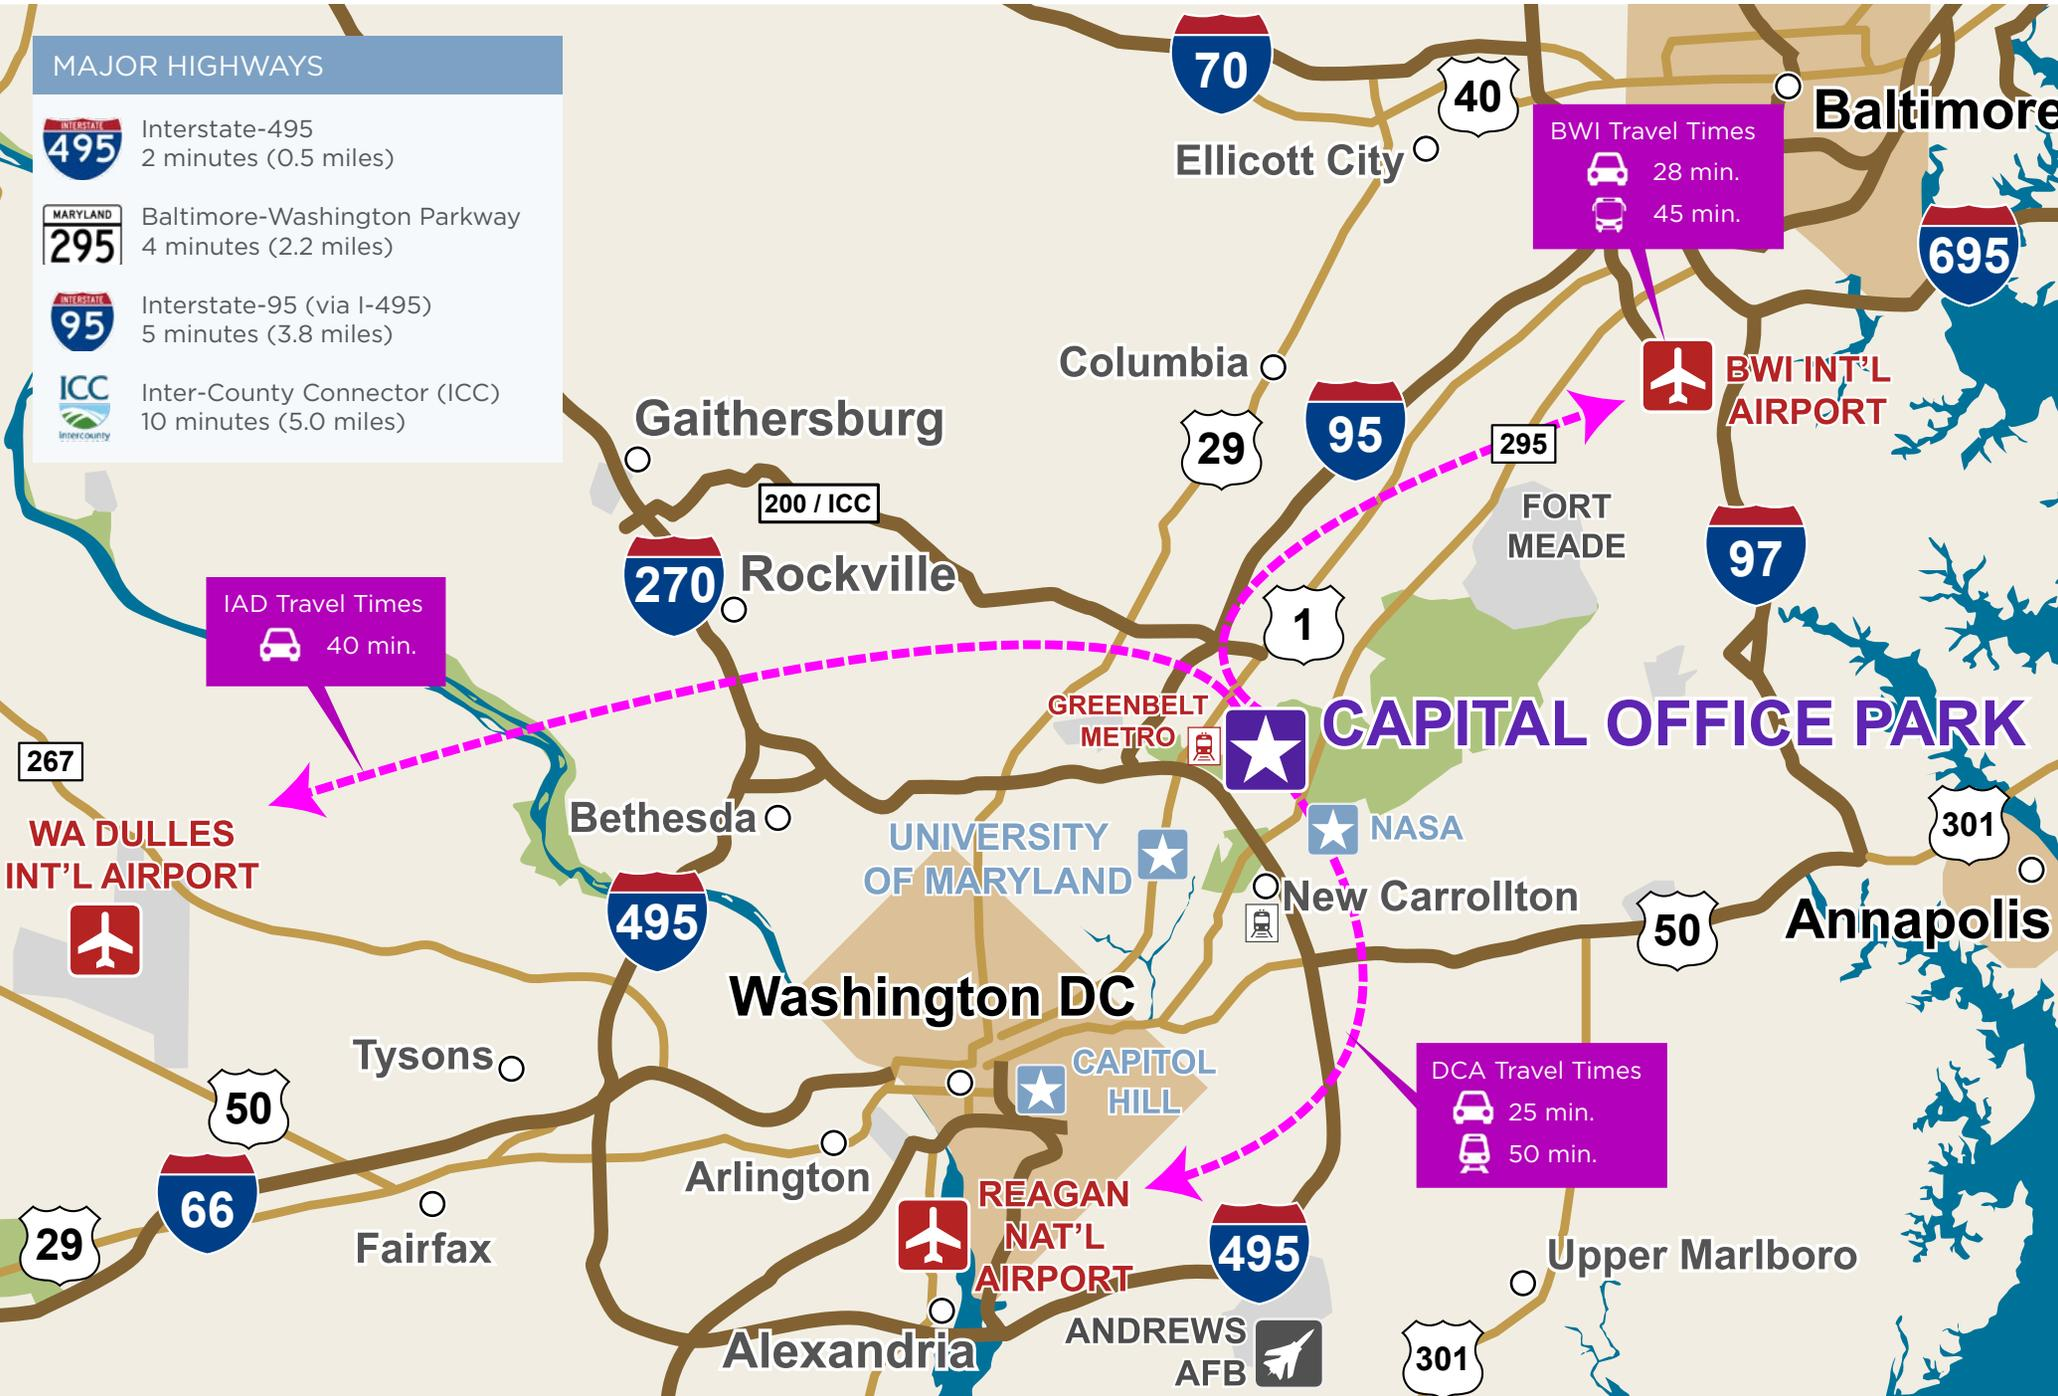 MAJOR HIGHWAYS
INTERSTATE
495
Interstate-495
2 minutes (0.5 miles)
MARYLAND
295
Baltimore-Washington Parkway
4 minutes (2.2 miles)
INTERSTATE
95
Interstate-95 (via I-495)
5 minutes (3.8 miles)
ICC
intercounty
Inter-County Connector (ICC)
10 minutes (5.0 miles)
70
40
Baltimore
Ellicott City
BWI Travel Times
28 min.
45 min.
695
Columbia
BWI INT'L
AIRPORT
Gaithersburg
29
95
295
200 / ICC
FORT
MEADE
97
270
Rockville
1
IAD Travel Times
40 min.
GREENBELT
METRO
CAPITAL OFFICE PARK
267
Bethesda
WA DULLES
INT'L AIRPORT
UNIVERSITY
OF MARYLAND
NASA
301
New Carrollton
495
50
Annapolis
Washington DC
Tysons
CAPITOL
HILL
DCA Travel Times
25 min.
50 min.
50
Arlington
66
REAGAN
NAT'L
AIRPORT
29
Fairfax
495
Upper Marlboro
Alexandria
ANDREWS
AFB
301